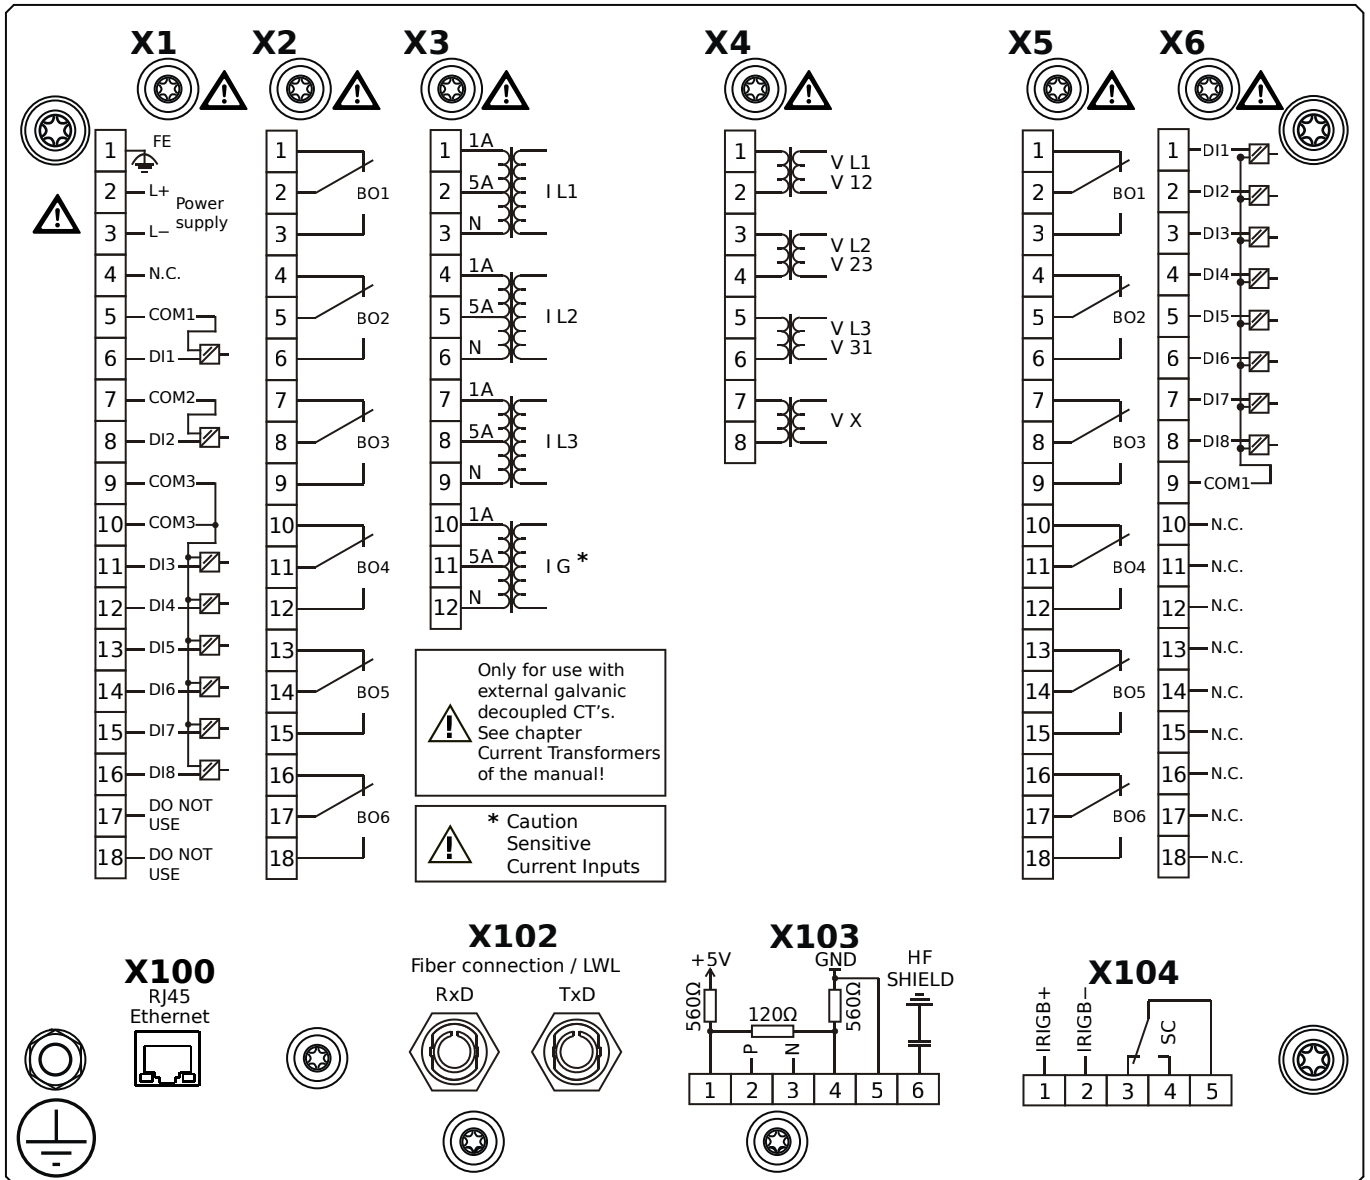 X1
X2
X3
X4
X5
X6
1 FE
2 L+
Power
supply
3 L−
4 N.C.
5 COM1
6 DI1
7 COM2
8 DI2
9 COM3
10 COM3
11 DI3
12 DI4
13 DI5
14 DI6
15 DI7
16 DI8
17 DO NOT
USE
18 DO NOT
USE
1
2 BO1
3
4
5 BO2
6
7
8 BO3
9
10
11 BO4
12
13
14 BO5
15
16
17 BO6
18
1 1A
2 5A I L1
3 N
4 1A
5 5A I L2
6 N
7 1A
8 5A I L3
9 N
10 1A
11 5A I G *
12 N
Only for use with
external galvanic
decoupled CT's.
See chapter
Current Transformers
of the manual!
* Caution
Sensitive
Current Inputs
1 V L1
2 V 12
3 V L2
4 V 23
5 V L3
6 V 31
7 V X
8
1
2 BO1
3
4
5 BO2
6
7
8 BO3
9
10
11 BO4
12
13
14 BO5
15
16
17 BO6
18
1 DI1
2 DI2
3 DI3
4 DI4
5 DI5
6 DI6
7 DI7
8 DI8
9 COM1
10 N.C.
11 N.C.
12 N.C.
13 N.C.
14 N.C.
15 N.C.
16 N.C.
17 N.C.
18 N.C.
X100
RJ45
Ethernet
X102
Fiber connection / LWL
RxD TxD
X103
+5V GND HF
SHIELD
560Ω 120Ω 560Ω
P N
1 2 3 4 5 6
X104
IRIGB+ IRIGB− SC
1 2 3 4 5